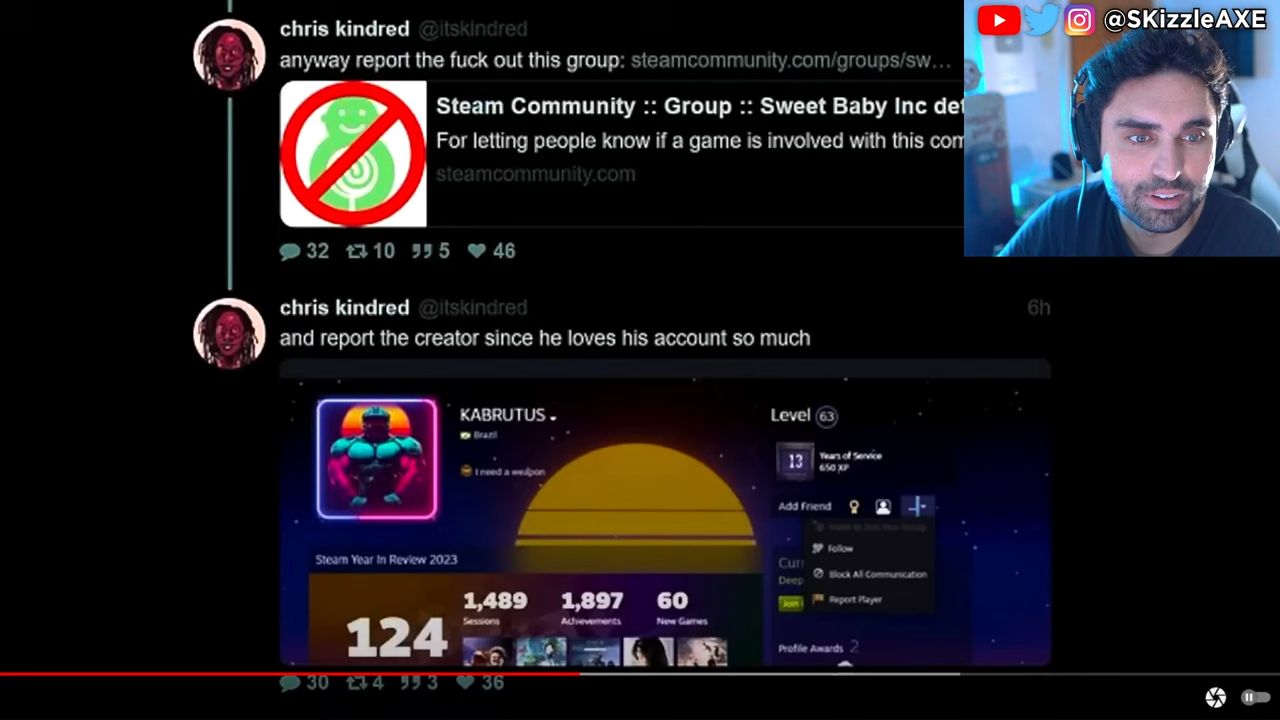 @SKizzleAXE
chris kindred @itskindred
anyway report the fuck out this group: steamcommunity.com/groups/sw...
Steam Community :: Group :: Sweet Baby Inc det
For letting people know if a game is involved with this com
steamcommunity.com
32 10 5 46
chris kindred @itskindred 6h
and report the creator since he loves his account so much
KABRUTUS
Brazil
I need a weapon
Level 63
13
Years of Service
650 XP
Add Friend
Follow
Block All Communication
Report Player
Steam Year In Review 2023
124
1,489
Sessions
1,897
Achievements
60
New Games
Curr
Deep
Join
Profile Awards 2
30 4 3 36